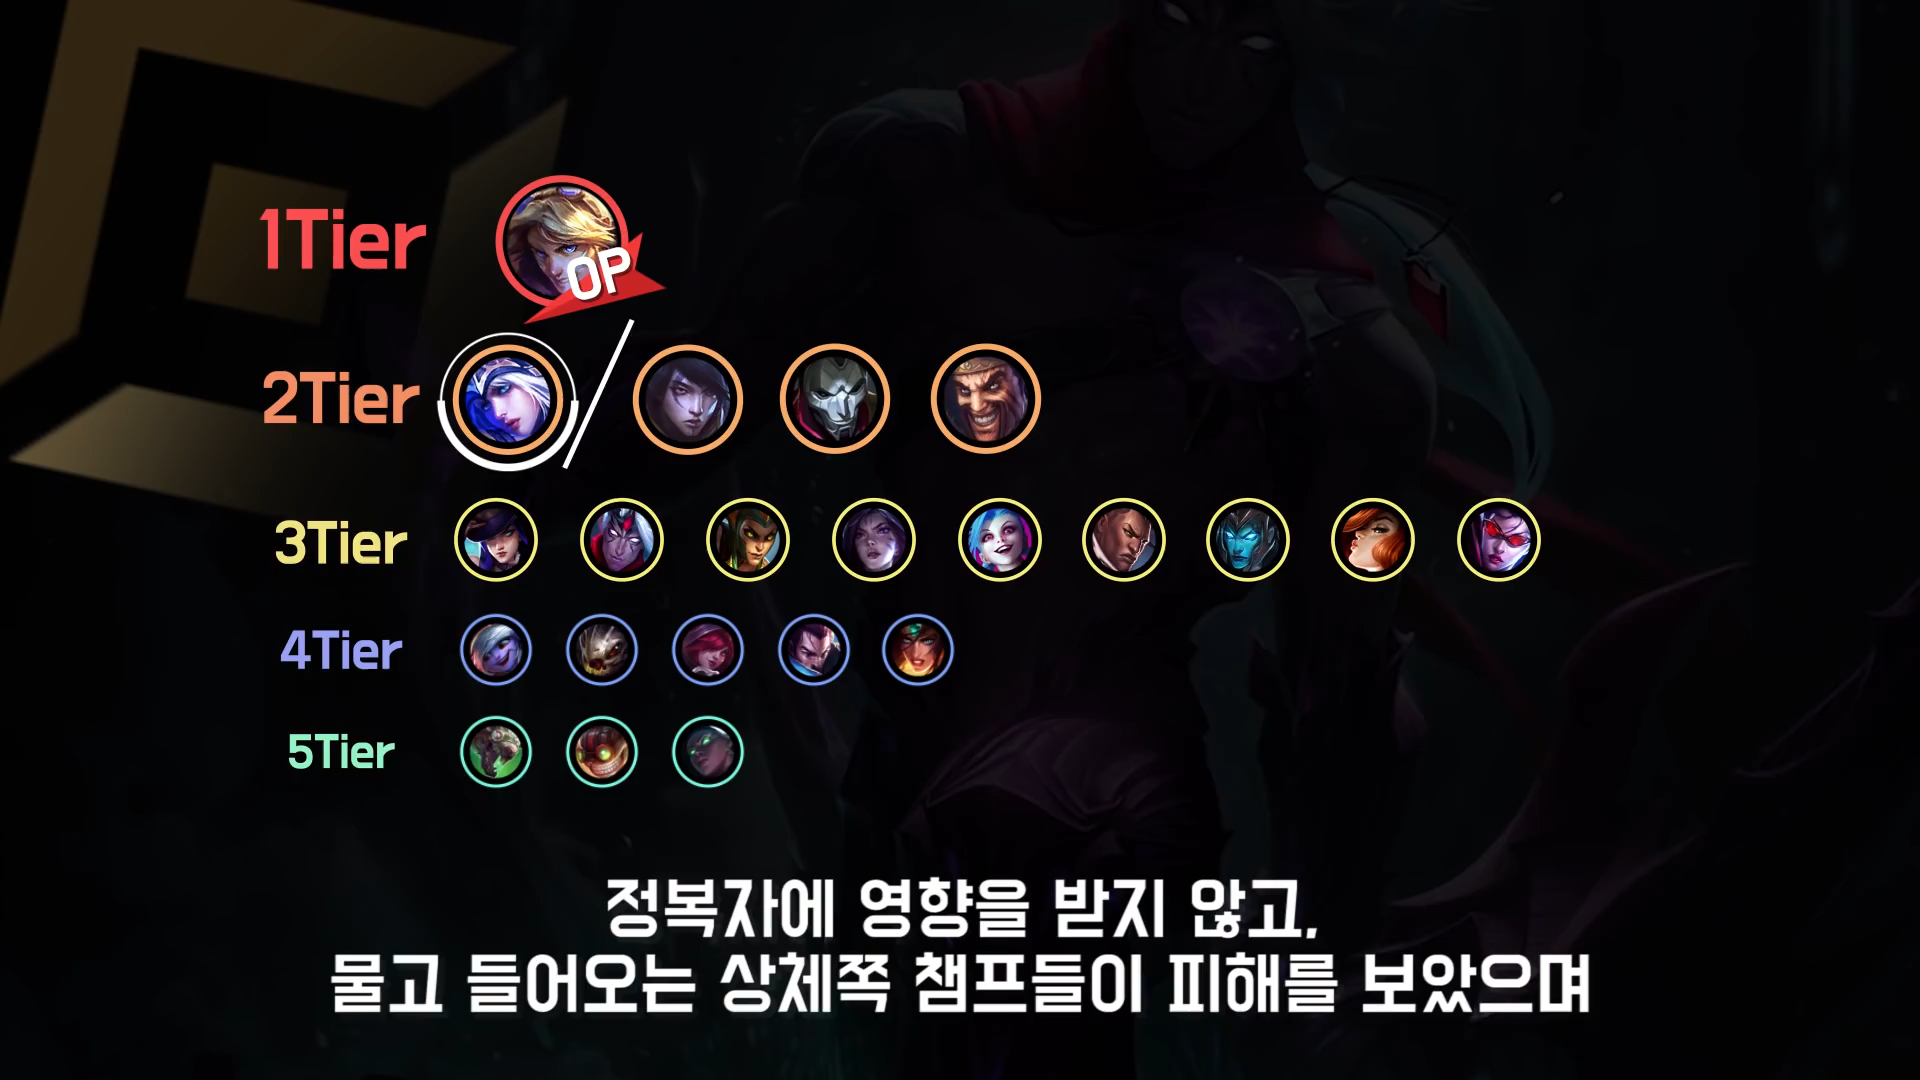 1Tier
OP
2Tier
3Tier
4Tier
5Tier
정복자에 영향을 받지 않고,
물고 들어오는 상체쪽 챔프들이 피해를 보았으며